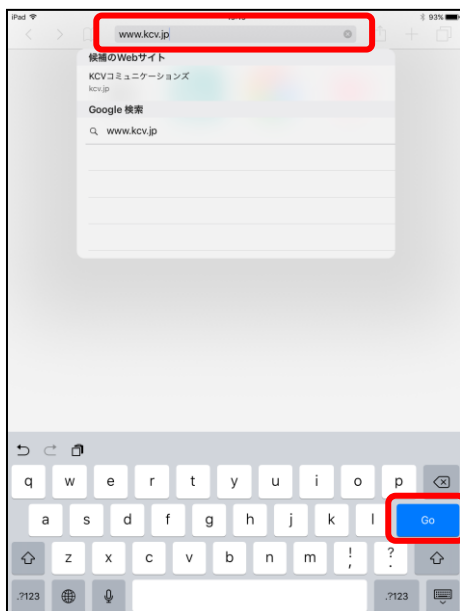 iPad 93%
www.kcv.jp
候補のWebサイト
KCVコミュニケーションズ
kcv.jp
Google 検索
www.kcv.jp
q w e r t y u i o p
a s d f g h j k l Go
z x c v b n m ! , ? .
.?123 .?123